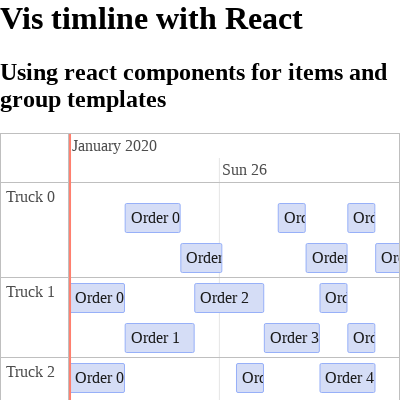 Vis timline with React
Using react components for items and
group templates
January 2020
Sun 26
Truck 0
Order 0
Orc
Orc
Order
Order
Or
Truck 1
Order 0
Order 2
Orc
Order 1
Order 3
Orc
Truck 2
Order 0
Orc
Order 4